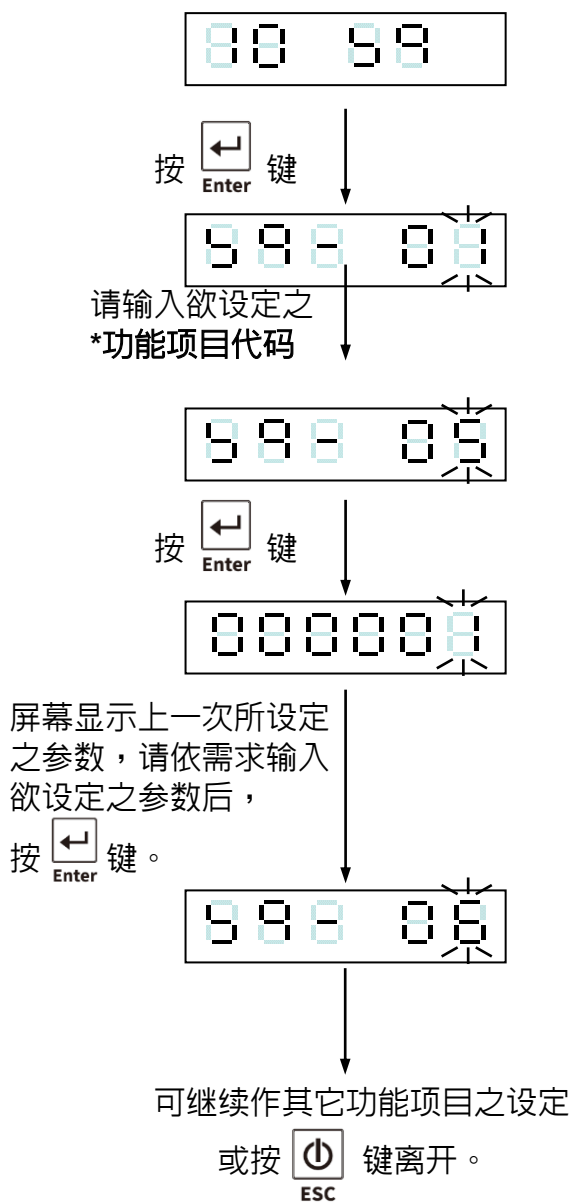 10 59
按 Enter 键
59- 01
请输入欲设定之
*功能项目代码
59- 05
按 Enter 键
000001
屏幕显示上一次所设定
之参数，请依需求输入
欲设定之参数后，
按 Enter 键。
59- 06
可继续作其它功能项目之设定
或按 ESC 键离开。